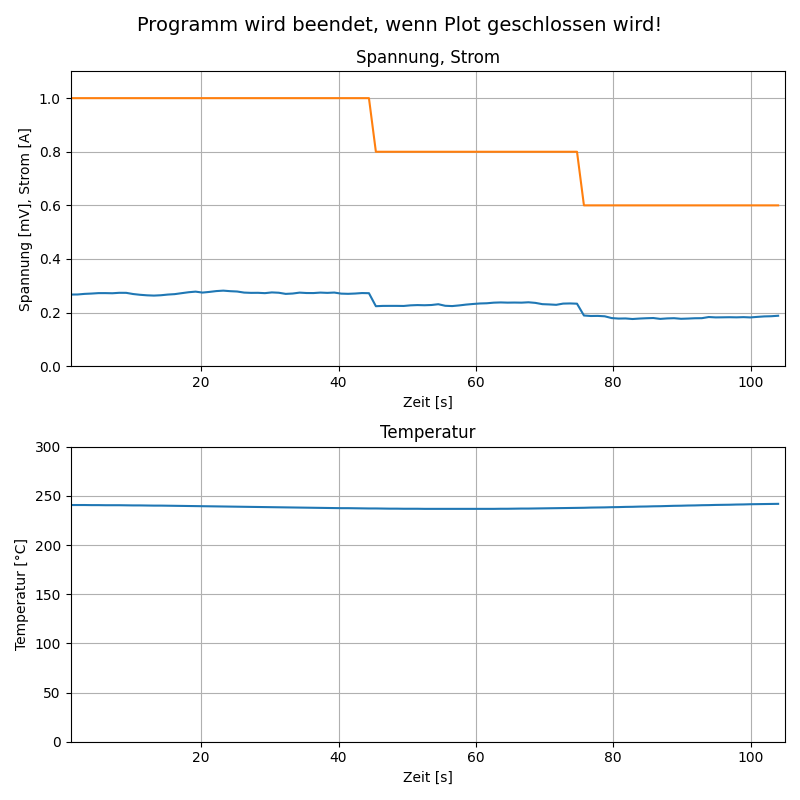 Programm wird beendet, wenn Plot geschlossen wird!
Spannung, Strom
Spannung [mV], Strom [A]
1.0
0.8
0.6
0.4
0.2
0.0
20 40 60 80 100
Zeit [s]
Temperatur
Temperatur [°C]
300
250
200
150
100
50
0
20 40 60 80 100
Zeit [s]